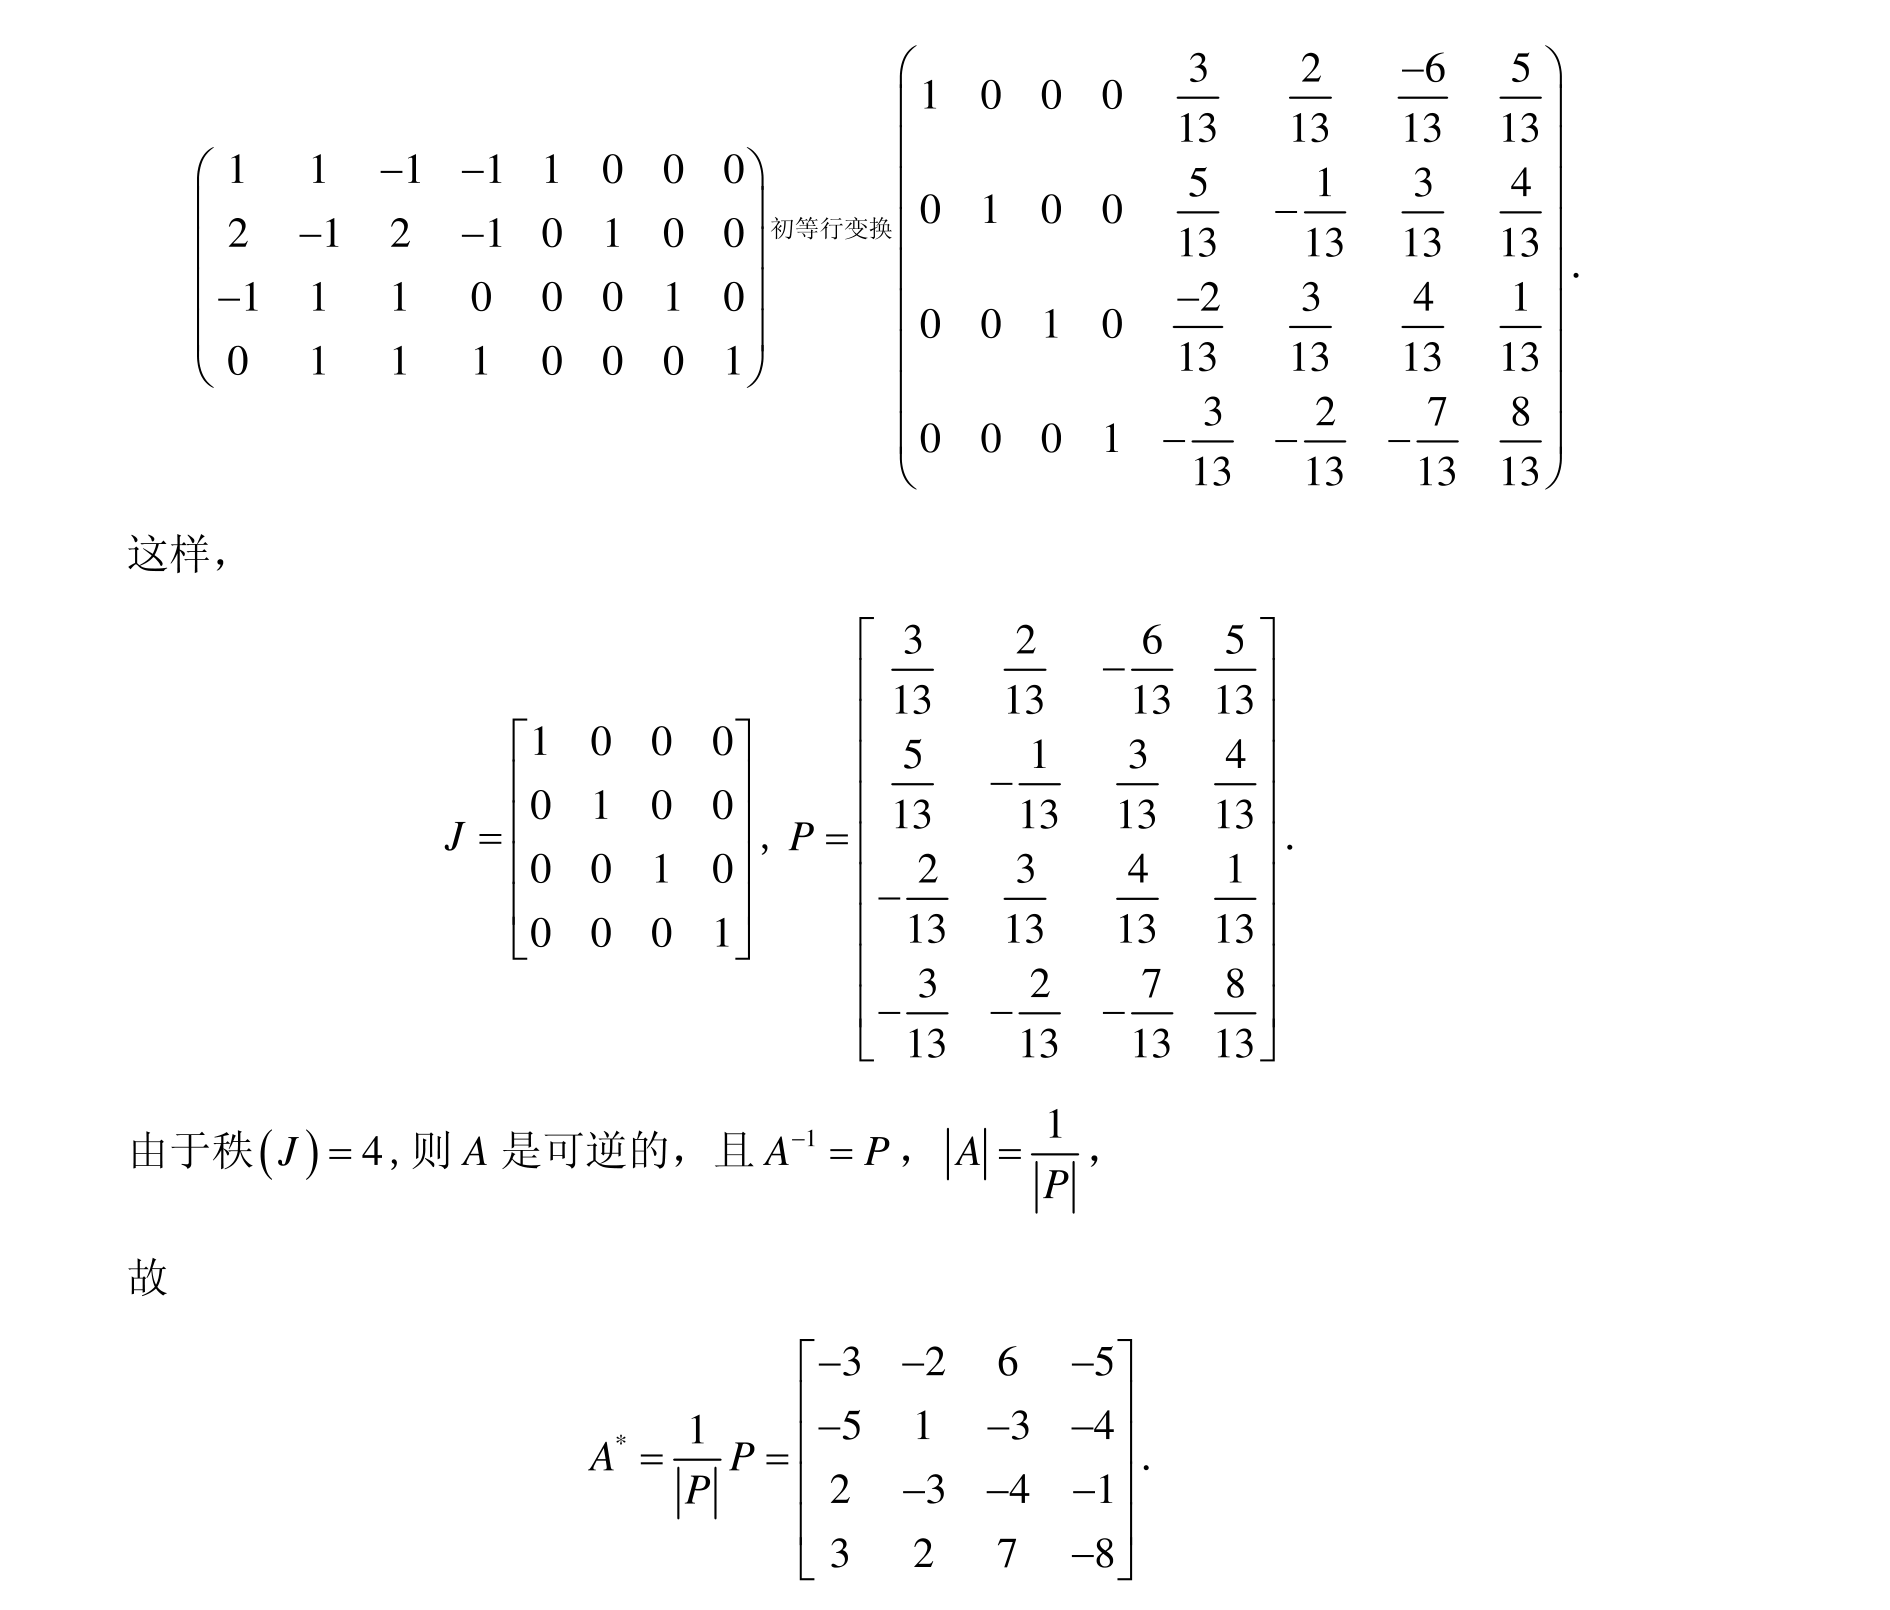 $\begin{pmatrix} 1 & 1 & -1 & -1 & 1 & 0 & 0 & 0 \\ 2 & -1 & 2 & -1 & 0 & 1 & 0 & 0 \\ -1 & 1 & 1 & 0 & 0 & 0 & 1 & 0 \\ 0 & 1 & 1 & 1 & 0 & 0 & 0 & 1 \end{pmatrix}$ 初等行变换 $\begin{pmatrix} 1 & 0 & 0 & 0 & \frac{3}{13} & \frac{2}{13} & \frac{-6}{13} & \frac{5}{13} \\ 0 & 1 & 0 & 0 & \frac{5}{13} & -\frac{1}{13} & \frac{3}{13} & \frac{4}{13} \\ 0 & 0 & 1 & 0 & \frac{-2}{13} & \frac{3}{13} & \frac{4}{13} & \frac{1}{13} \\ 0 & 0 & 0 & 1 & -\frac{3}{13} & -\frac{2}{13} & -\frac{7}{13} & \frac{8}{13} \end{pmatrix}.$
这样，
$J = \begin{bmatrix} 1 & 0 & 0 & 0 \\ 0 & 1 & 0 & 0 \\ 0 & 0 & 1 & 0 \\ 0 & 0 & 0 & 1 \end{bmatrix}, P = \begin{bmatrix} \frac{3}{13} & \frac{2}{13} & -\frac{6}{13} & \frac{5}{13} \\ \frac{5}{13} & -\frac{1}{13} & \frac{3}{13} & \frac{4}{13} \\ -\frac{2}{13} & \frac{3}{13} & \frac{4}{13} & \frac{1}{13} \\ -\frac{3}{13} & -\frac{2}{13} & -\frac{7}{13} & \frac{8}{13} \end{bmatrix}.$
由于秩$(J) = 4$, 则 $A$ 是可逆的，且 $A^{-1} = P$，$|A| = \frac{1}{|P|}$，
故
$A^{*} = \frac{1}{|P|} P = \begin{bmatrix} -3 & -2 & 6 & -5 \\ -5 & 1 & -3 & -4 \\ 2 & -3 & -4 & -1 \\ 3 & 2 & 7 & -8 \end{bmatrix}.$